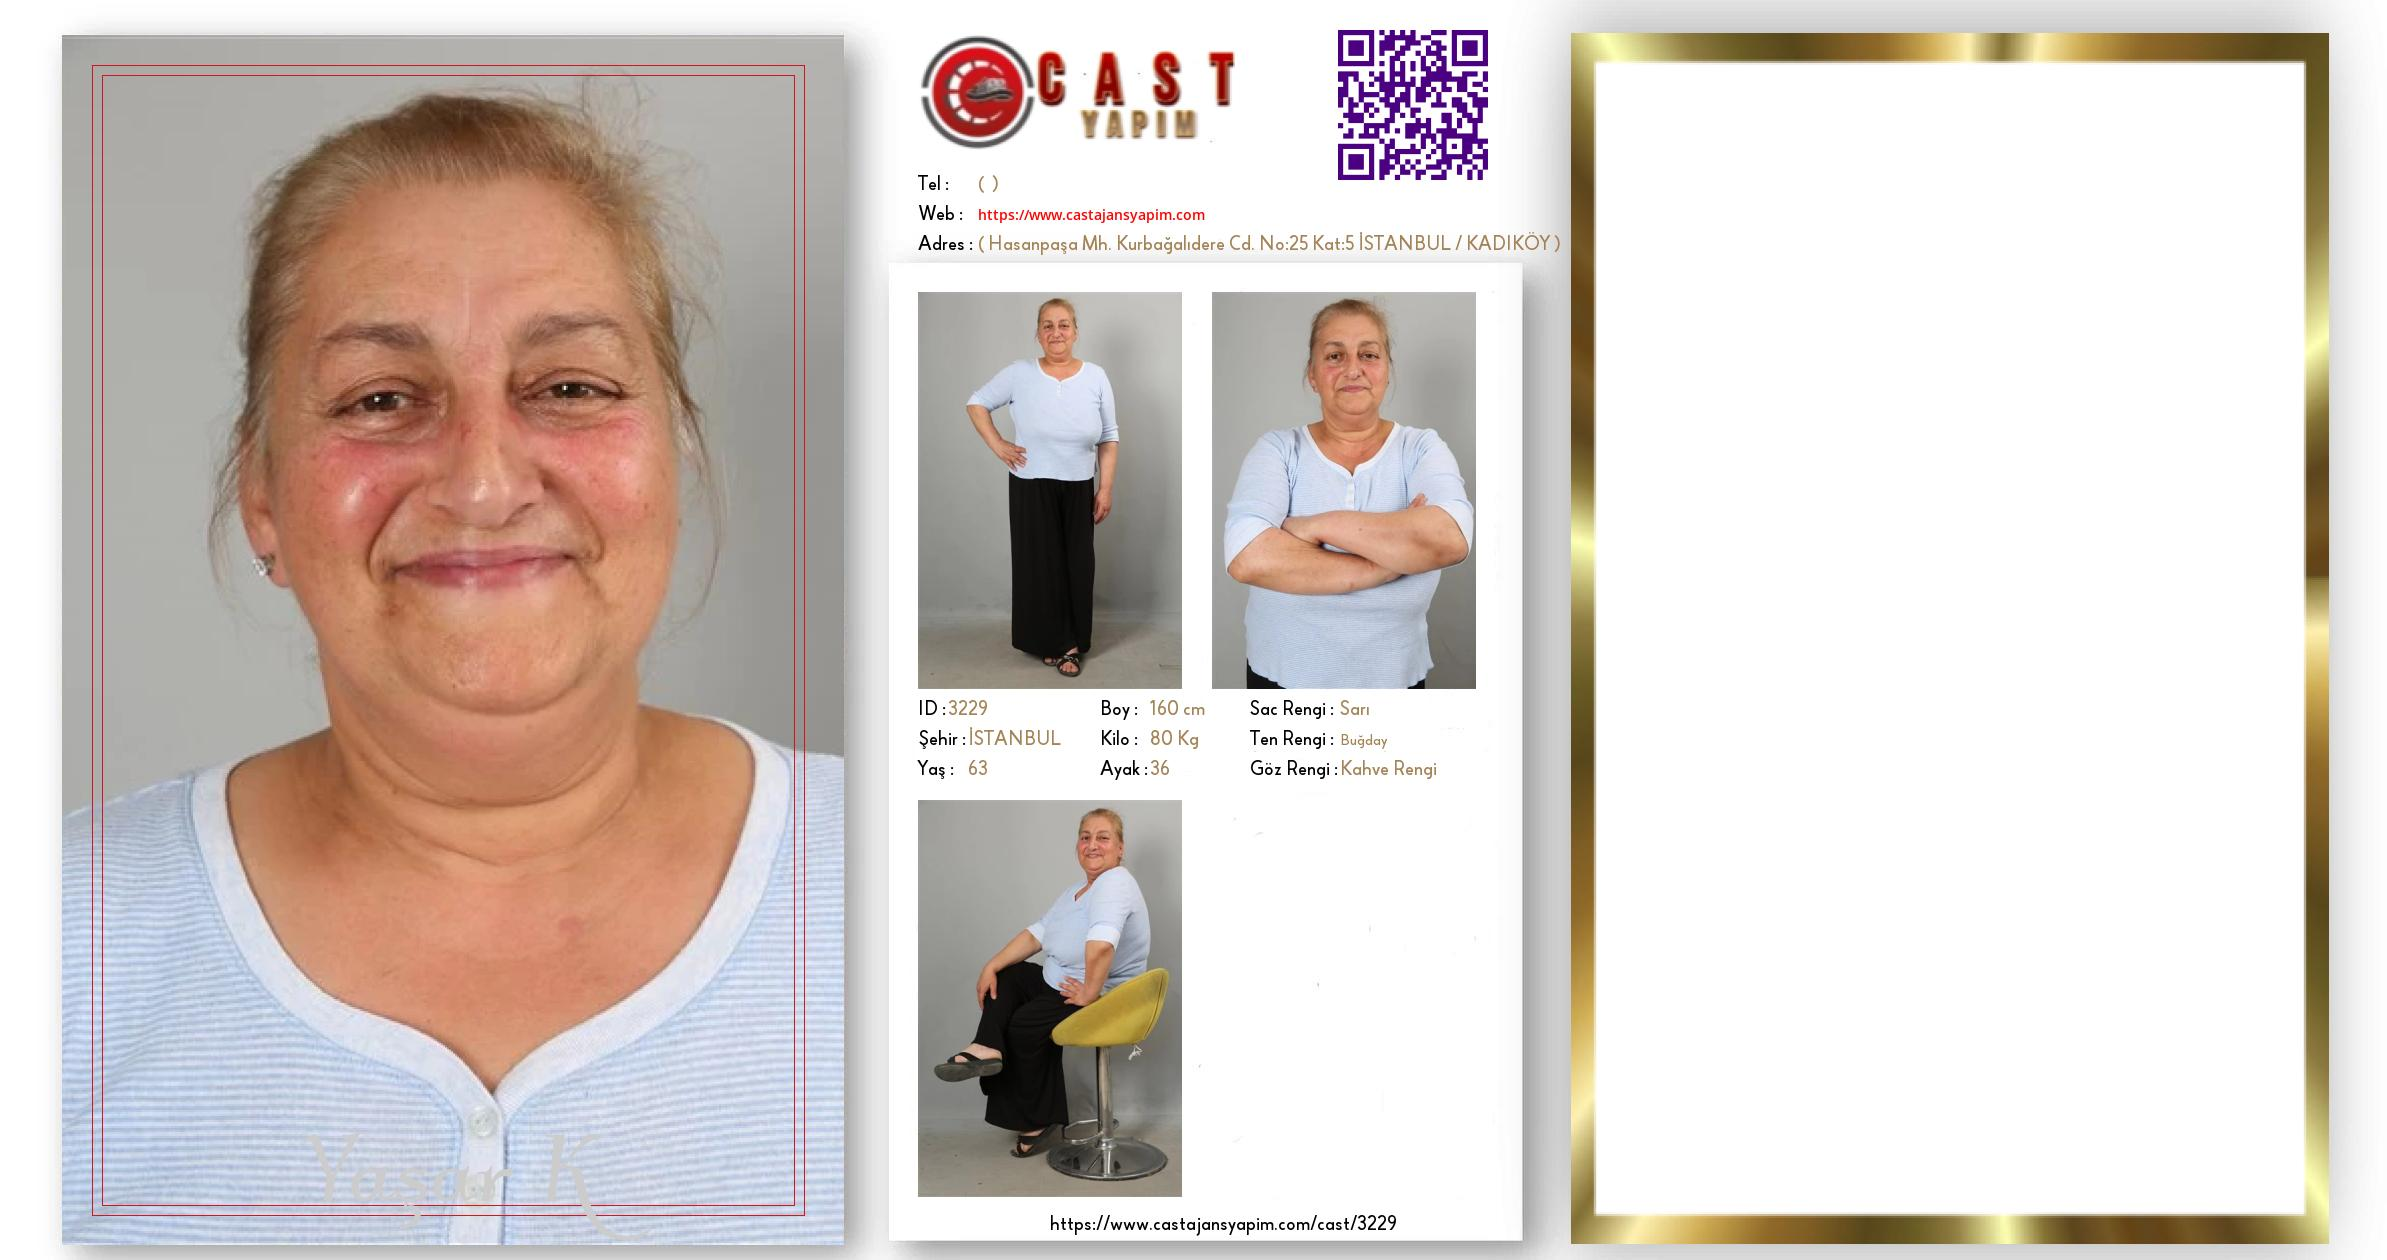 Yaşar K
CAST
YAPIM
Tel : ( )
Web : https://www.castajansyapim.com
Adres : ( Hasanpaşa Mh. Kurbağalıdere Cd. No:25 Kat:5 İSTANBUL / KADIKÖY )
ID : 3229 Boy : 160 cm Sac Rengi : Sarı
Şehir : İSTANBUL Kilo : 80 Kg Ten Rengi : Buğday
Yaş : 63 Ayak : 36 Göz Rengi : Kahve Rengi
https://www.castajansyapim.com/cast/3229